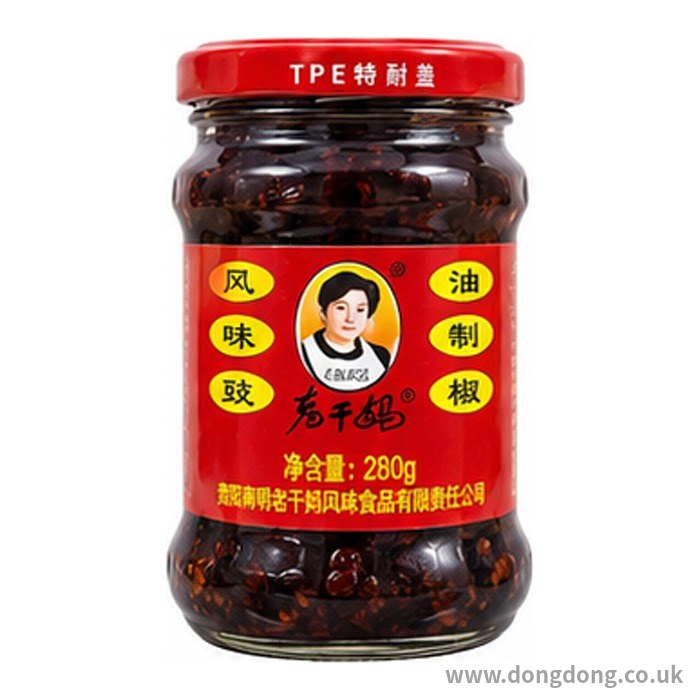 TPE特耐盖
风味豉
油制椒
老干妈
净含量：280g
贵阳南明老干妈风味食品有限责任公司
www.dongdong.co.uk